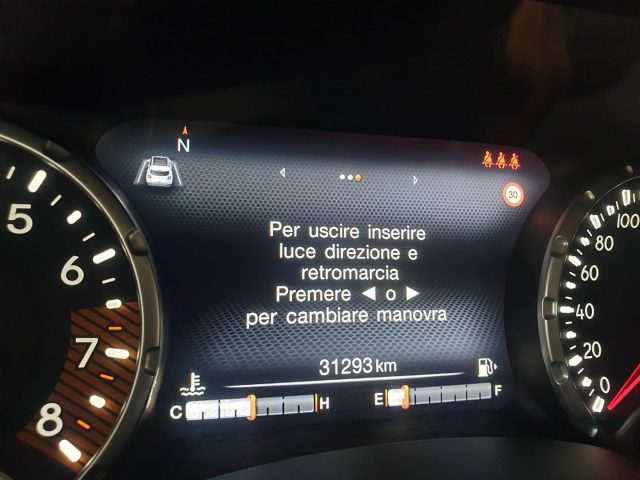 N
30
Per uscire inserire
luce direzione e
retromarcia
Premere ◄ o ►
per cambiare manovra
31293 km
C H
E F
5
6
7
8
100
80
60
40
20
0